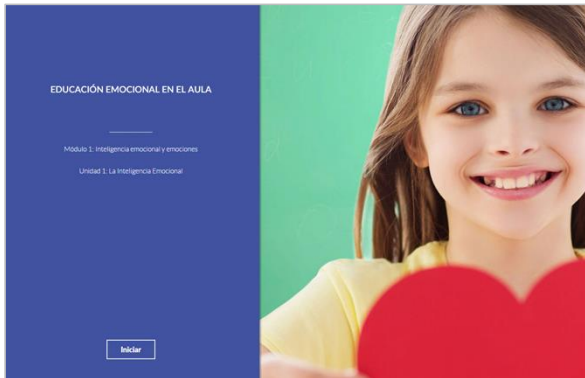 EDUCACIÓN EMOCIONAL EN EL AULA
Módulo 1: Inteligencia emocional y emociones
Unidad 1: La Inteligencia Emocional
Iniciar